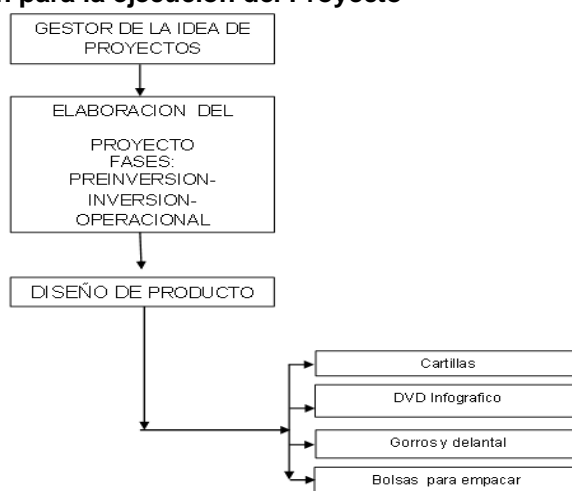 para la ejecución del Proyecto
GESTOR DE LA IDEA DE
PROYECTOS
ELABORACION DEL
PROYECTO
FASES:
PREINVERSION-
INVERSION-
OPERACIONAL
DISEÑO DE PRODUCTO
Cartillas
DVD Infografico
Gorros y delantal
Bolsas para empacar